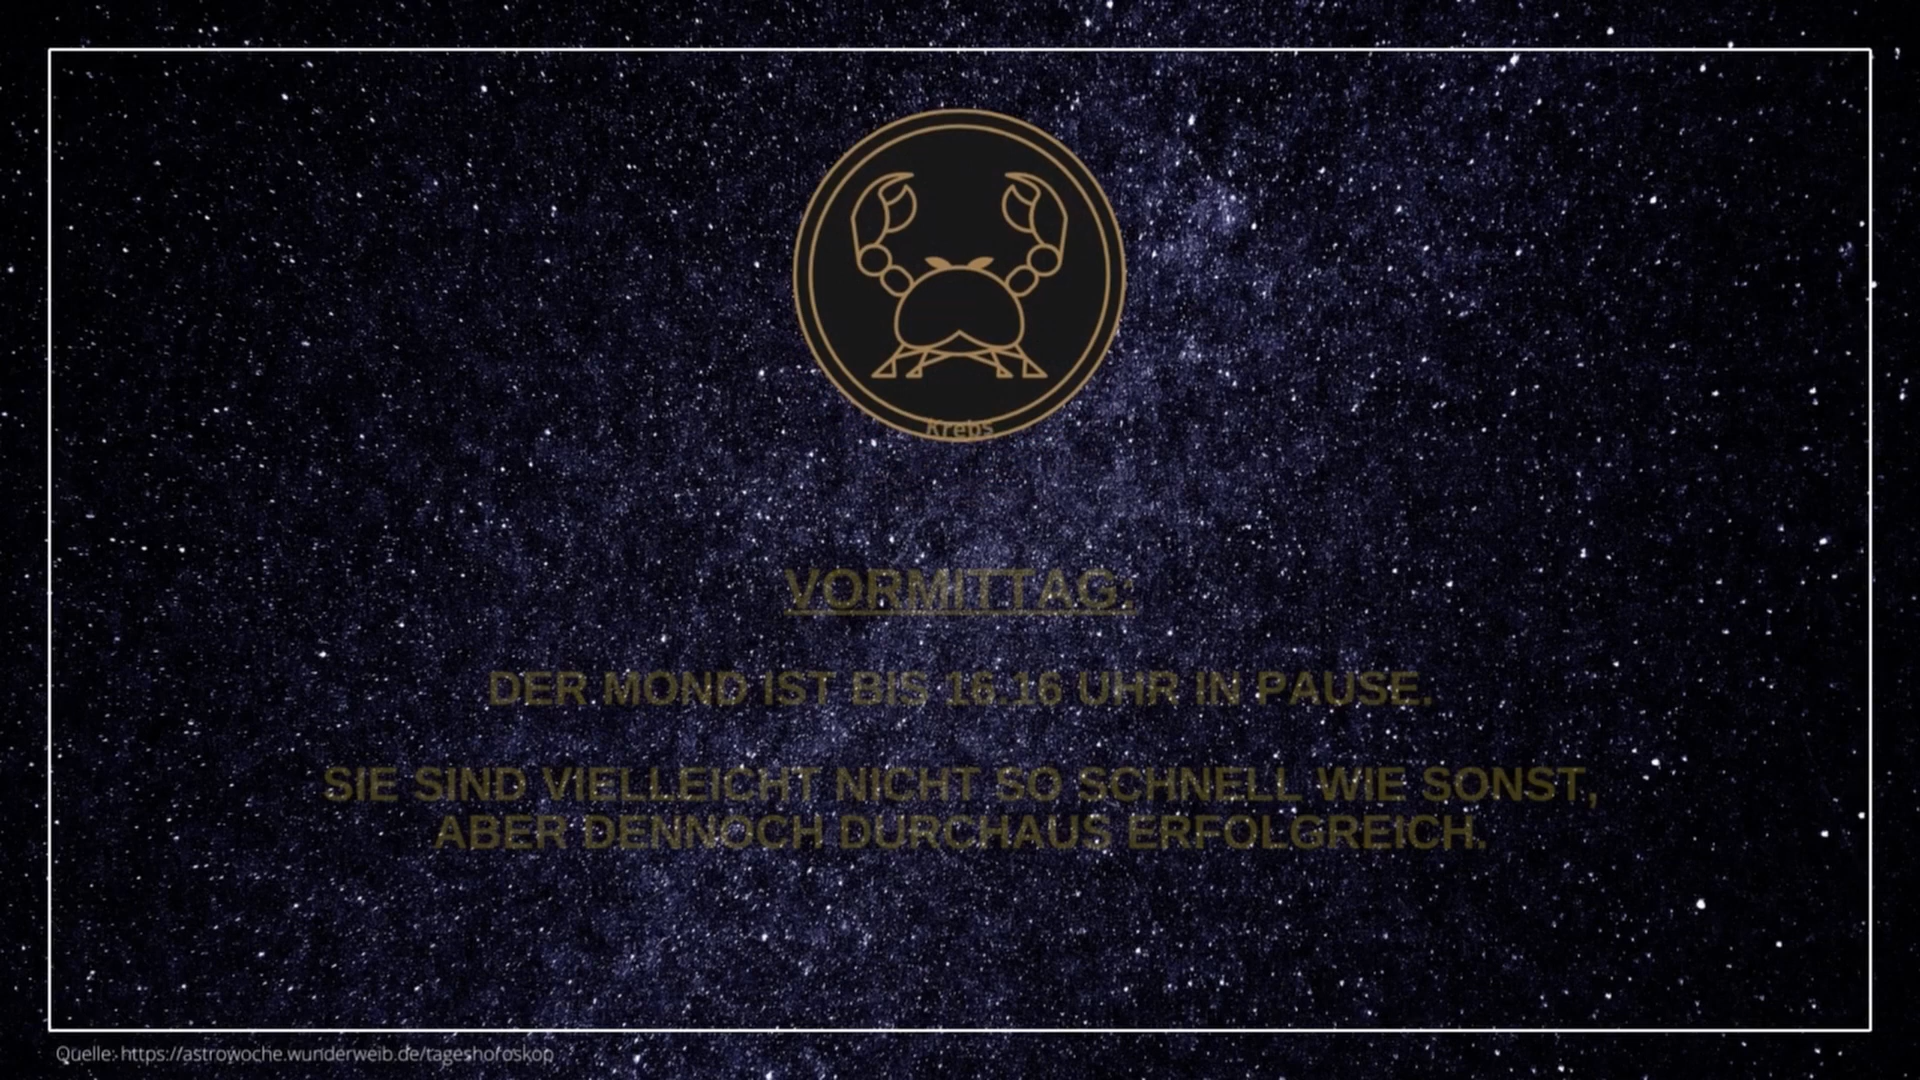 Krebs
VORMITTAG:
DER MOND IST BIS 16.16 UHR IN PAUSE.
SIE SIND VIELLEICHT NICHT SO SCHNELL WIE SONST,
ABER DENNOCH DURCHAUS ERFOLGREICH.
Quelle: https://astrowoche.wunderweib.de/tageshoroskop